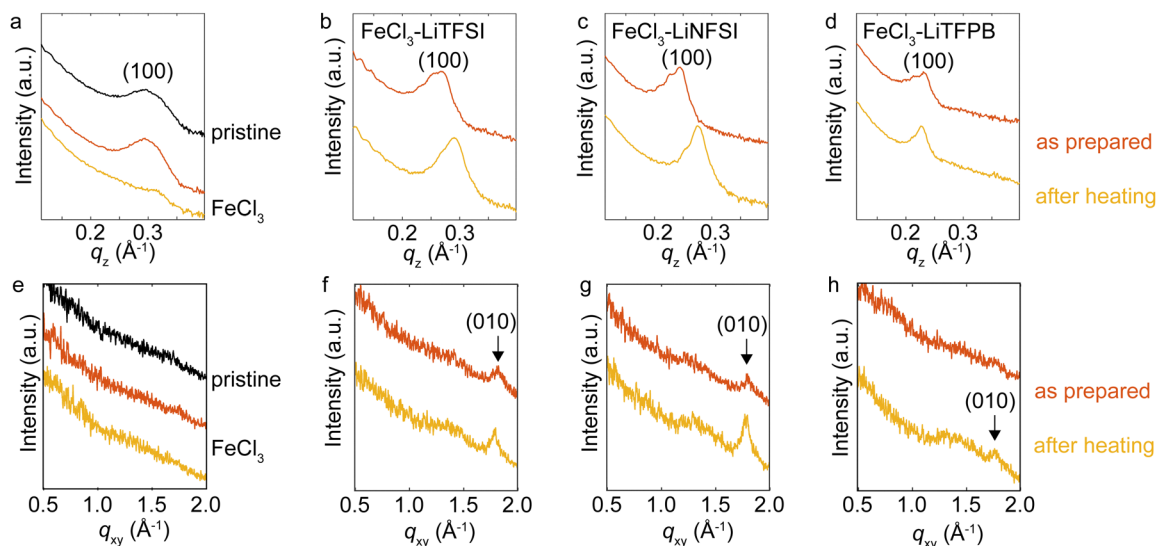 a
b
c
d
FeCl3-LiTFSI
FeCl3-LiNFSI
FeCl3-LiTFPB
(100)
(100)
(100)
(100)
Intensity (a.u.)
Intensity (a.u.)
Intensity (a.u.)
Intensity (a.u.)
pristine
FeCl3
as prepared
after heating
0.2 0.3
0.2 0.3
0.2 0.3
0.2 0.3
qz (Å-1)
qz (Å-1)
qz (Å-1)
qz (Å-1)
e
f
g
h
(010)
(010)
(010)
Intensity (a.u.)
Intensity (a.u.)
Intensity (a.u.)
Intensity (a.u.)
pristine
FeCl3
as prepared
after heating
0.5 1.0 1.5 2.0
0.5 1.0 1.5 2.0
0.5 1.0 1.5 2.0
0.5 1.0 1.5 2.0
qxy (Å-1)
qxy (Å-1)
qxy (Å-1)
qxy (Å-1)